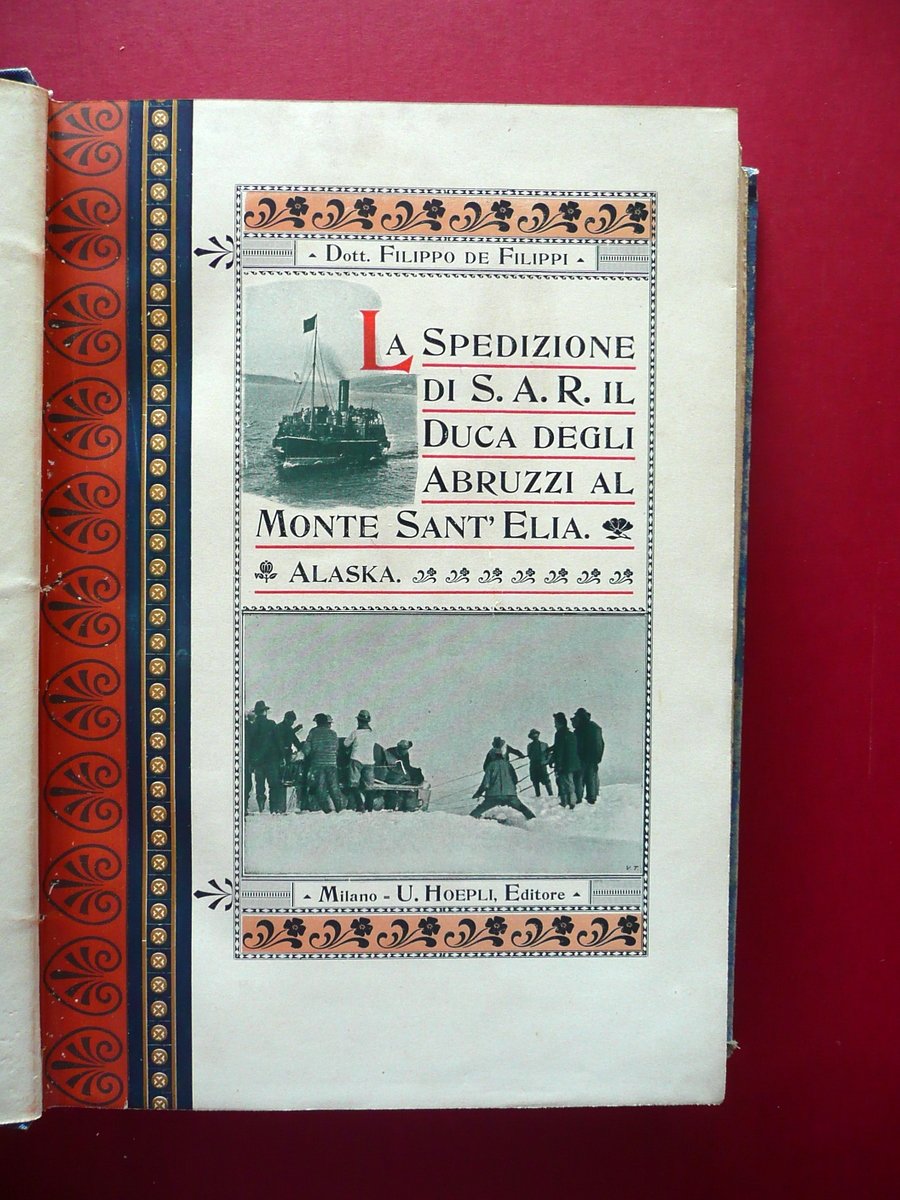 Dott. Filippo de Filippi
La Spedizione
di S. A. R. il
Duca degli
Abruzzi al
Monte Sant' Elia.
Alaska.
V. T.
Milano - U. Hoepli, Editore